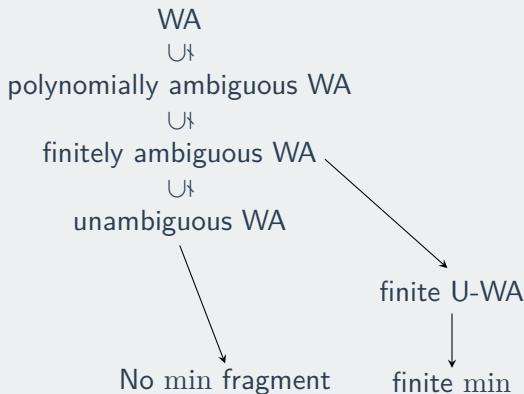 WA
∪⊬
polynomially ambiguous WA
∪⊬
finitely ambiguous WA
∪⊬
unambiguous WA
finite U-WA
No min fragment
finite min